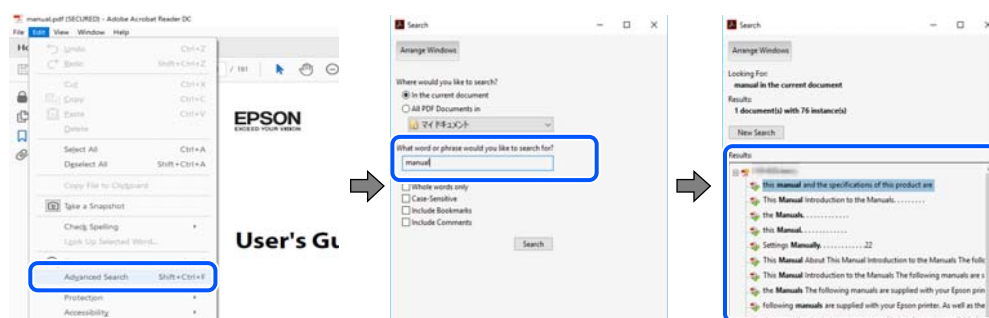 manual.pdf (SECURED) - Adobe Acrobat Reader DC
File Edit View Window Help
Undo Ctrl+Z
Redo Shift+Ctrl+Z
Cut Ctrl+X
Copy Ctrl+C
Paste Ctrl+V
Delete
Select All Ctrl+A
Deselect All Shift+Ctrl+A
Copy File to Clipboard
Take a Snapshot
Check Spelling
Look Up Selected Word...
Advanced Search Shift+Ctrl+F
Protection
Accessibility
/ 181
EPSON
EXCEED YOUR VISION
User's Gu
Search
Arrange Windows
Where would you like to search?
In the current document
All PDF Documents in
マイ ドキュメント
What word or phrase would you like to search for?
manual
Whole words only
Case-Sensitive
Include Bookmarks
Include Comments
Search
Search
Arrange Windows
Looking For:
manual in the current document
Results:
1 document(s) with 76 instance(s)
New Search
Results:
this manual and the specifications of this product are
This Manual Introduction to the Manuals. . . . . . . .
the Manuals. . . . . . . . . . . .
this Manual. . . . . . . . . . . .
Settings Manually. . . . . . . . . . . .22
This Manual About This Manual Introduction to the Manuals The follo
This Manual Introduction to the Manuals The following manuals are s
the Manuals The following manuals are supplied with your Epson prin
following manuals are supplied with your Epson printer. As well as the